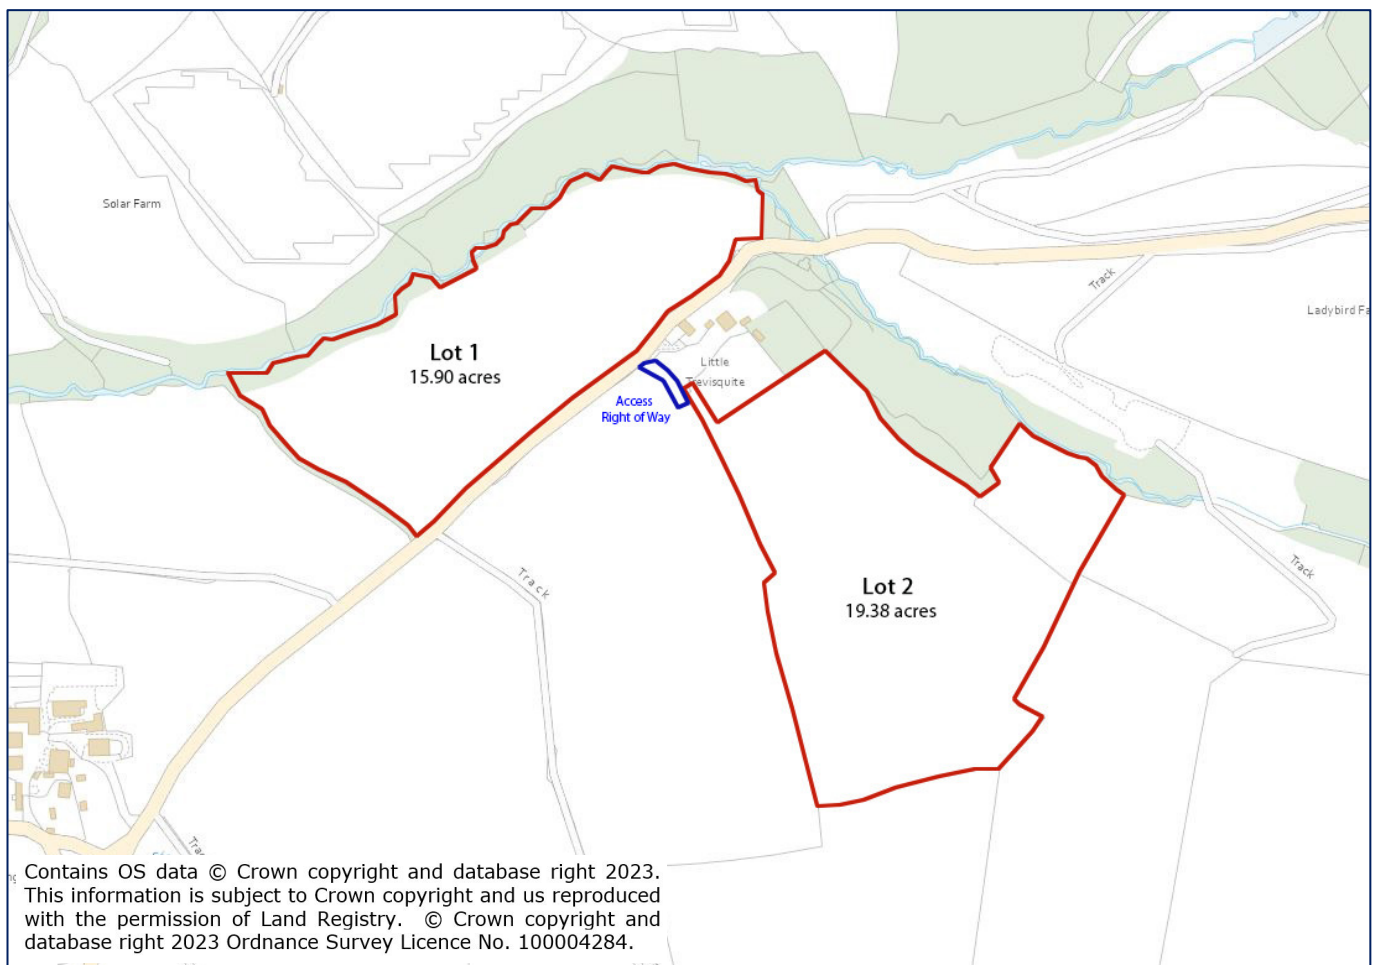 Solar Farm
Track
Ladybird Fa
Lot 1
15.90 acres
Little
Trevisquite
Access
Right of Way
Track
Lot 2
19.38 acres
Track
Trac
Contains OS data © Crown copyright and database right 2023.
This information is subject to Crown copyright and us reproduced
with the permission of Land Registry. © Crown copyright and
database right 2023 Ordnance Survey Licence No. 100004284.